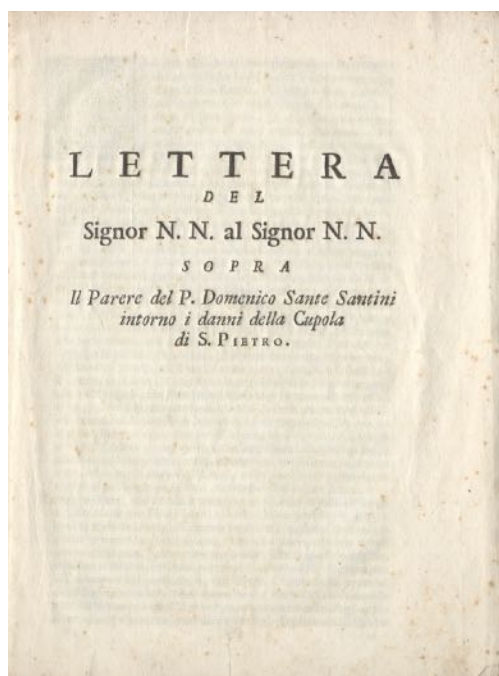 LETTERA
DEL
Signor N. N. al Signor N. N.
SOPRA
Il Parere del P. Domenico Sante Santini
intorno i danni della Cupola
di S. PIETRO.